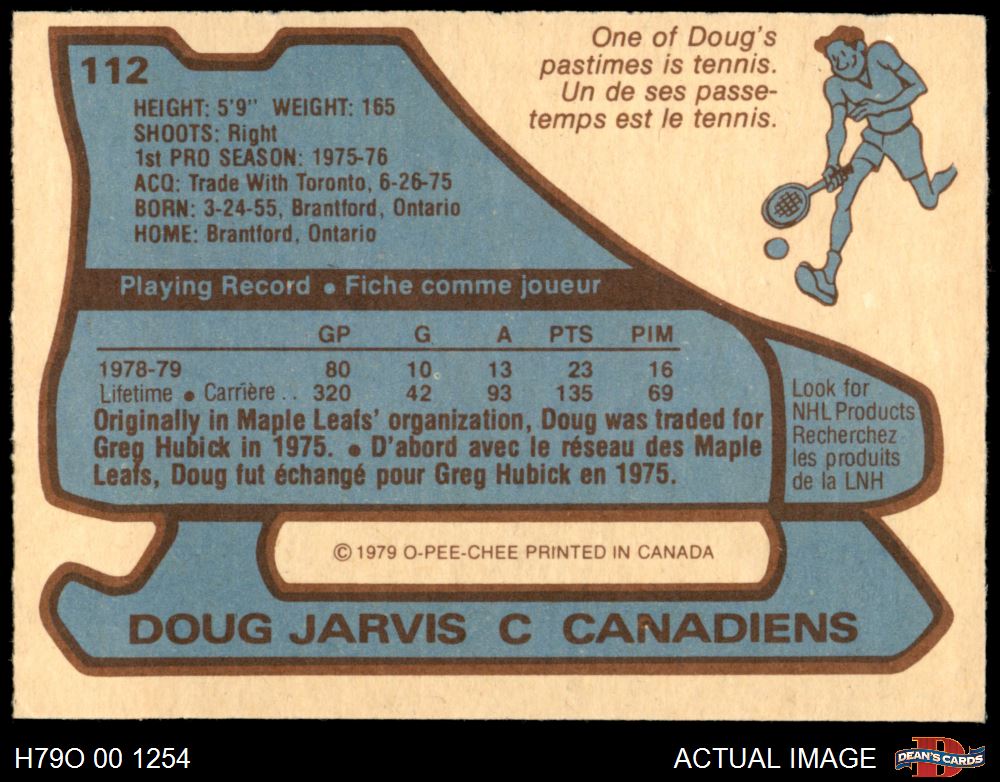 112
HEIGHT: 5'9" WEIGHT: 165
SHOOTS: Right
1st PRO SEASON: 1975-76
ACQ: Trade With Toronto, 6-26-75
BORN: 3-24-55, Brantford, Ontario
HOME: Brantford, Ontario
One of Doug's
pastimes is tennis.
Un de ses passe-
temps est le tennis.
Playing Record • Fiche comme joueur
GP G A PTS PIM
1978-79 80 10 13 23 16
Lifetime • Carrière .. 320 42 93 135 69
Originally in Maple Leafs' organization, Doug was traded for
Greg Hubick in 1975. • D'abord avec le réseau des Maple
Leafs, Doug fut échangé pour Greg Hubick en 1975.
Look for
NHL Products
Recherchez
les produits
de la LNH
© 1979 O-PEE-CHEE PRINTED IN CANADA
DOUG JARVIS C CANADIENS
H79O 00 1254
ACTUAL IMAGE
D
DEAN'S CARDS